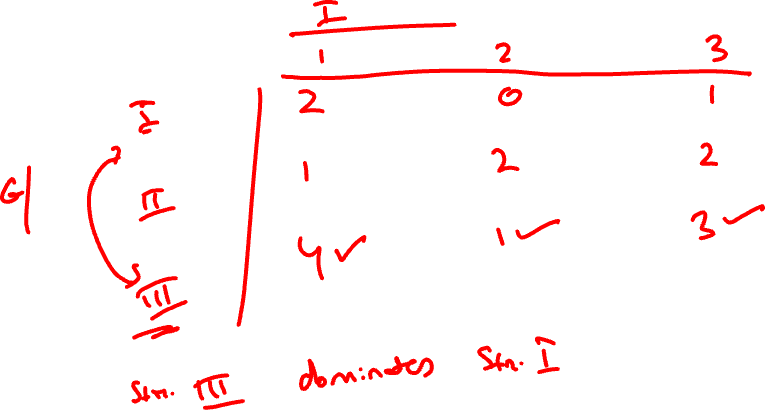 I
1 2 3
I 2 0 1
G II 1 2 2
III 4✓ 1✓ 3✓
Str. III dominates Str. I